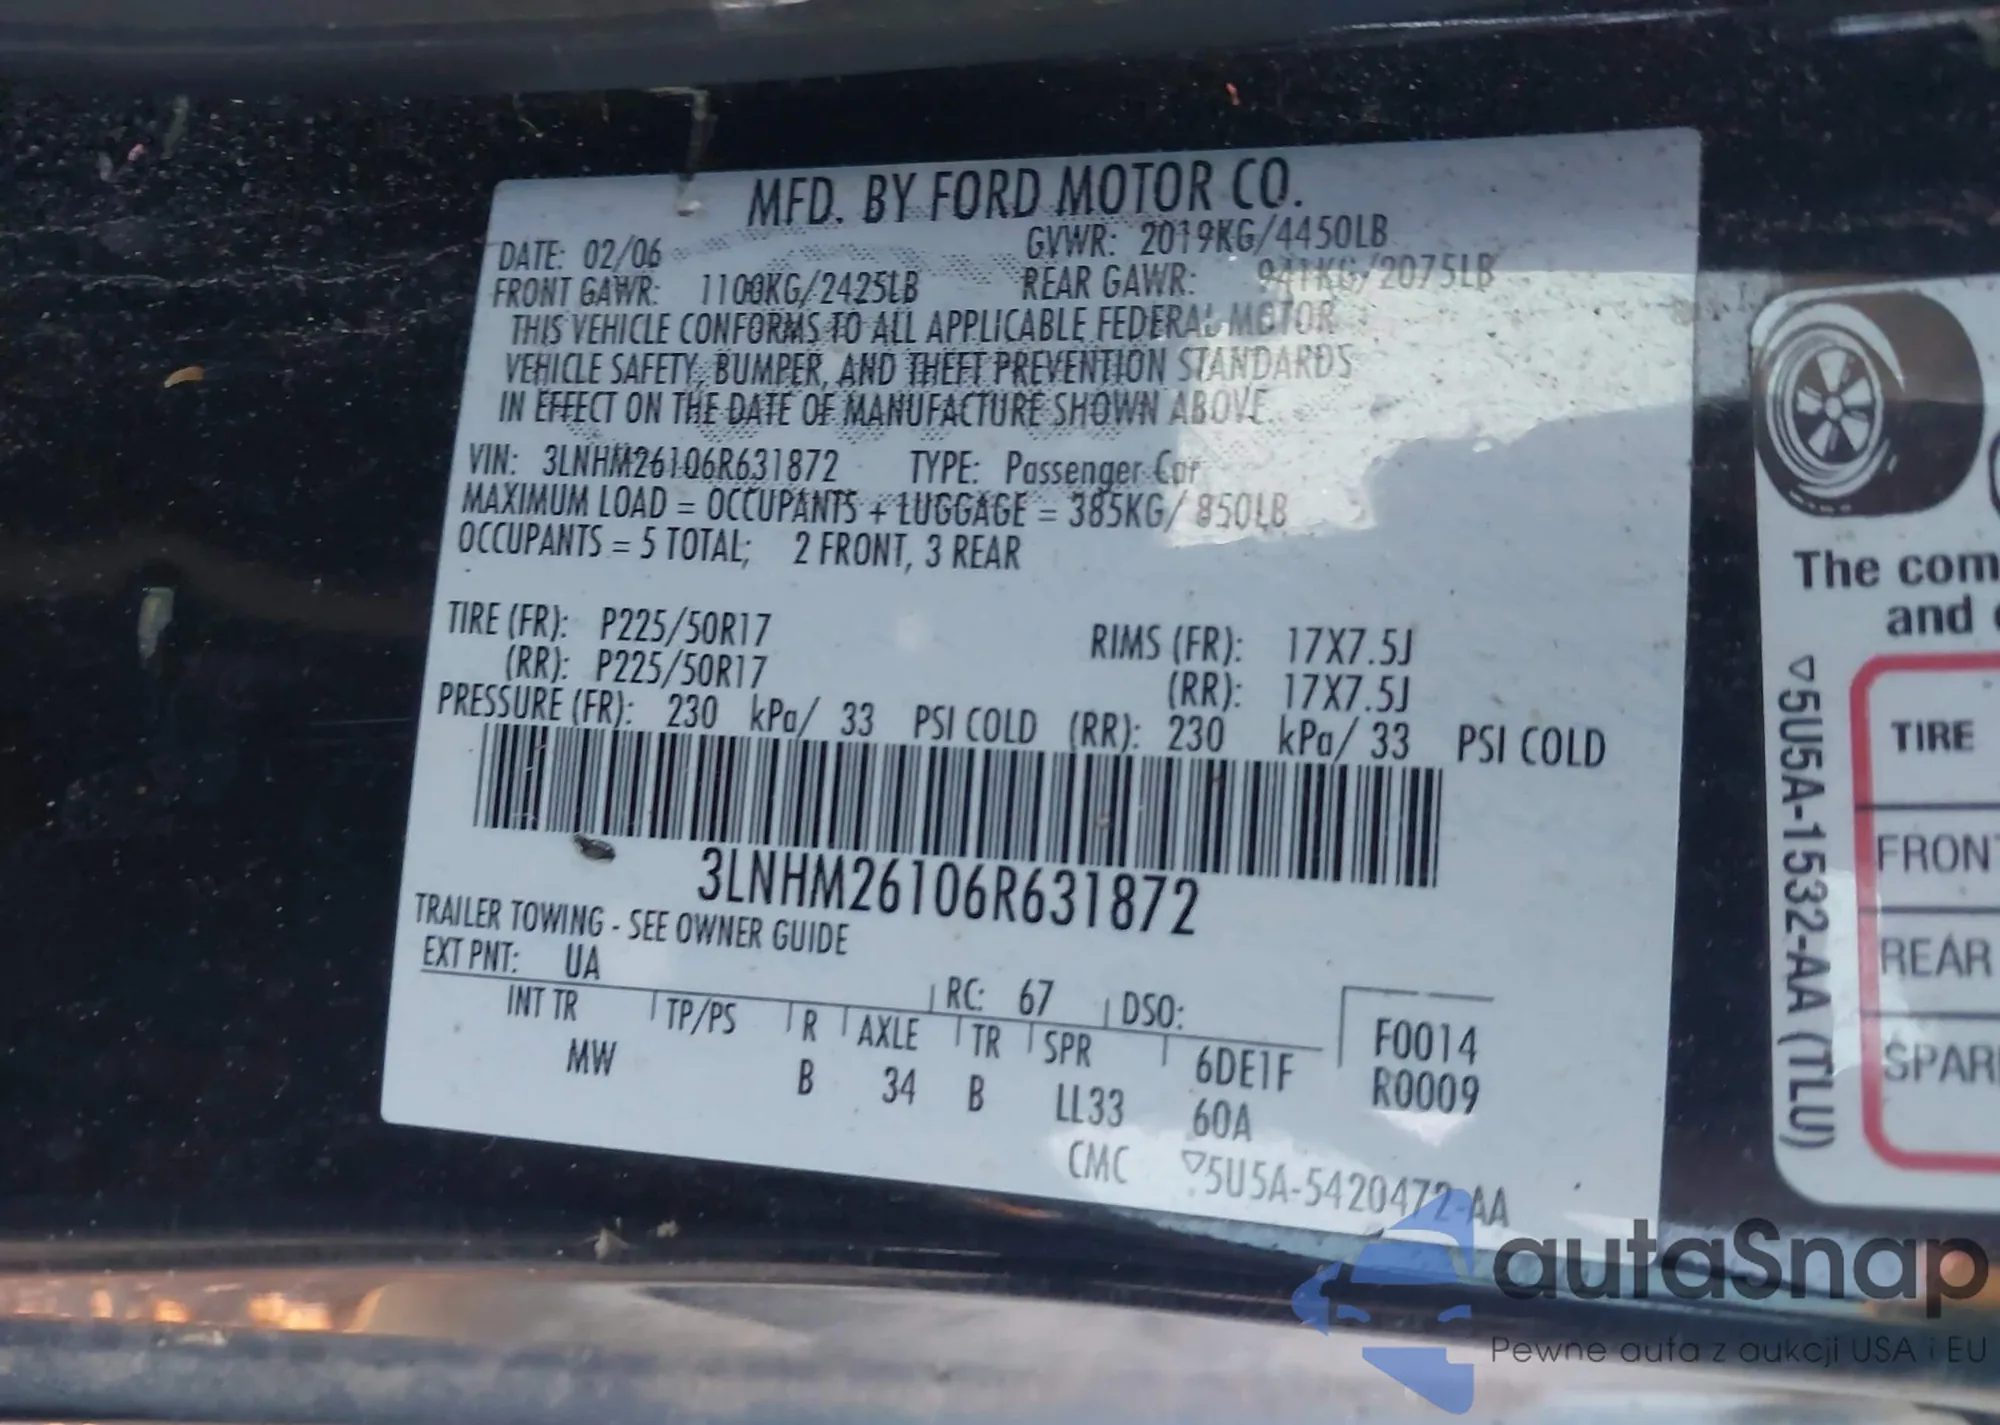 MFD. BY FORD MOTOR CO.
DATE: 02/06 GVWR: 2019KG/4450LB
FRONT GAWR: 1100KG/2425LB REAR GAWR: 941KG/2075LB
THIS VEHICLE CONFORMS TO ALL APPLICABLE FEDERAL MOTOR
VEHICLE SAFETY, BUMPER, AND THEFT PREVENTION STANDARDS
IN EFFECT ON THE DATE OF MANUFACTURE SHOWN ABOVE.
VIN: 3LNHM26106R631872 TYPE: Passenger Car
MAXIMUM LOAD = OCCUPANTS + LUGGAGE = 385KG/ 850LB
OCCUPANTS = 5 TOTAL; 2 FRONT, 3 REAR
TIRE (FR): P225/50R17 RIMS (FR): 17X7.5J
(RR): P225/50R17 (RR): 17X7.5J
PRESSURE (FR): 230 kPa/ 33 PSI COLD (RR): 230 kPa/ 33 PSI COLD
3LNHM26106R631872
TRAILER TOWING - SEE OWNER GUIDE
EXT PNT: UA RC: 67 DSO:
INT TR TP/PS R AXLE TR SPR 6DE1F F0014
MW B 34 B LL33 60A R0009
CMC ▽5U5A-5420472-AA
The com
and
▽5U5A-1532-AA (TLU)
TIRE
FRONT
REAR
SPAR
autaSnap
Pewne auta z aukcji USA i EU